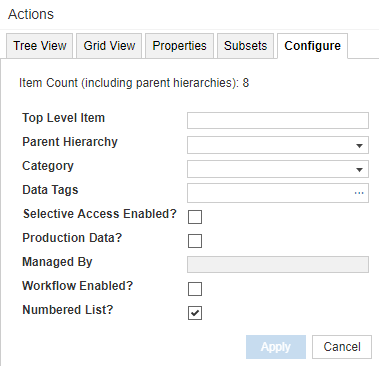 Actions
Tree View Grid View Properties Subsets Configure
Item Count (including parent hierarchies): 8
Top Level Item
Parent Hierarchy
Category
Data Tags ...
Selective Access Enabled?
Production Data?
Managed By
Workflow Enabled?
Numbered List?
Apply Cancel